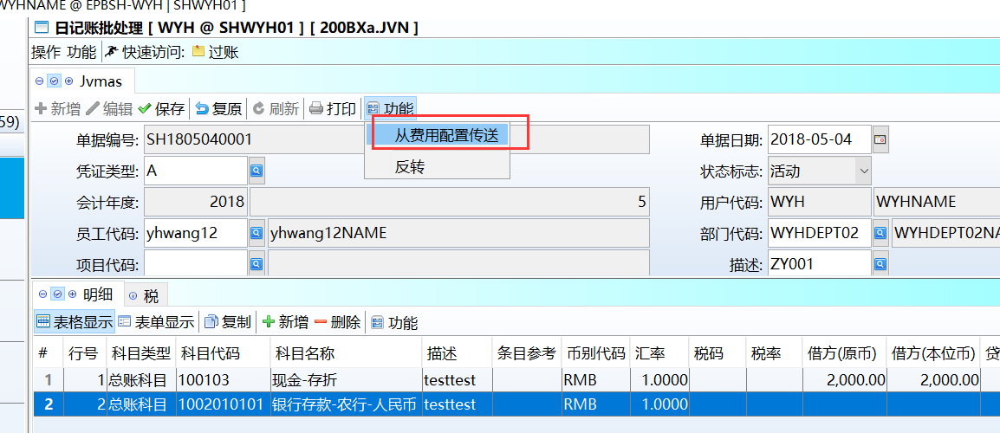 WYHNAME @ EPBSH-WYH | SHWYH01 ]
日记账批处理 [ WYH @ SHWYH01 ] [ 200BXa.JVN ]
操作 功能 快速访问: 过账
Jvmas
59)
新增 编辑 保存 复原 刷新 打印 功能
从费用配置传送
反转
单据编号: SH1805040001 单据日期: 2018-05-04
凭证类型: A 状态标志: 活动
会计年度: 2018 5 用户代码: WYH WYHNAME
员工代码: yhwang12 yhwang12NAME 部门代码: WYHDEPT02 WYHDEPT02NA
项目代码: 描述: ZY001
明细 税
表格显示 表单显示 复制 新增 删除 功能
# 行号 科目类型 科目代码 科目名称 描述 条目参考 币别代码 汇率 税码 税率 借方(原币) 借方(本位币) 贷
1 1 总账科目 100103 现金-存折 testtest RMB 1.0000 2,000.00 2,000.00
2 2 总账科目 1002010101 银行存款-农行-人民币 testtest RMB 1.0000